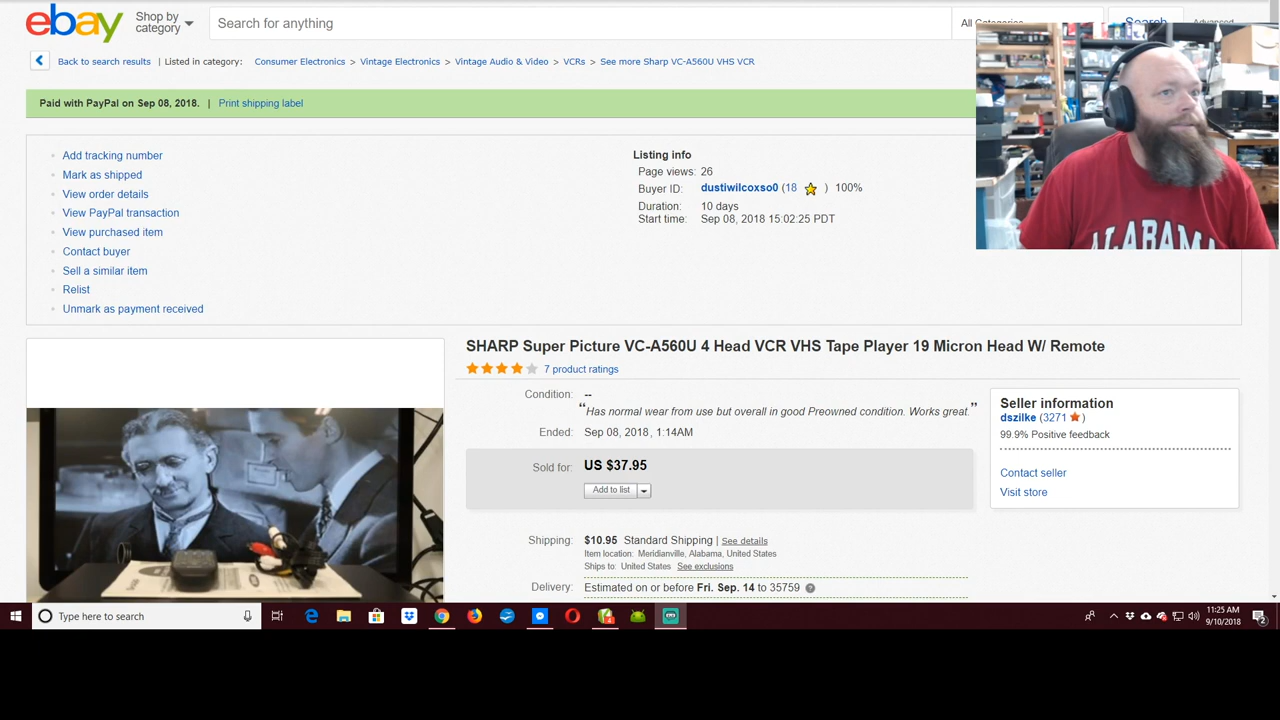 ebay
Shop by
category
Search for anything
All Categories
Search
Advanced
Back to search results | Listed in category: Consumer Electronics > Vintage Electronics > Vintage Audio & Video > VCRs > See more Sharp VC-A560U VHS VCR
Paid with PayPal on Sep 08, 2018. | Print shipping label
Add tracking number
Mark as shipped
View order details
View PayPal transaction
View purchased item
Contact buyer
Sell a similar item
Relist
Unmark as payment received
Listing info
Page views: 26
Buyer ID: dustiwilcoxso0 (18 ) 100%
Duration: 10 days
Start time: Sep 08, 2018 15:02:25 PDT
ALABAMA
SHARP Super Picture VC-A560U 4 Head VCR VHS Tape Player 19 Micron Head W/ Remote
7 product ratings
Condition: --
“Has normal wear from use but overall in good Preowned condition. Works great.”
Ended: Sep 08, 2018 , 1:14AM
Sold for: US $37.95
Add to list
Shipping: $10.95 Standard Shipping | See details
Item location: Meridianville, Alabama, United States
Ships to: United States See exclusions
Delivery: Estimated on or before Fri. Sep. 14 to 35759
Seller information
dszilke (3271 )
99.9% Positive feedback
Contact seller
Visit store
Type here to search
11:25 AM
9/10/2018
2